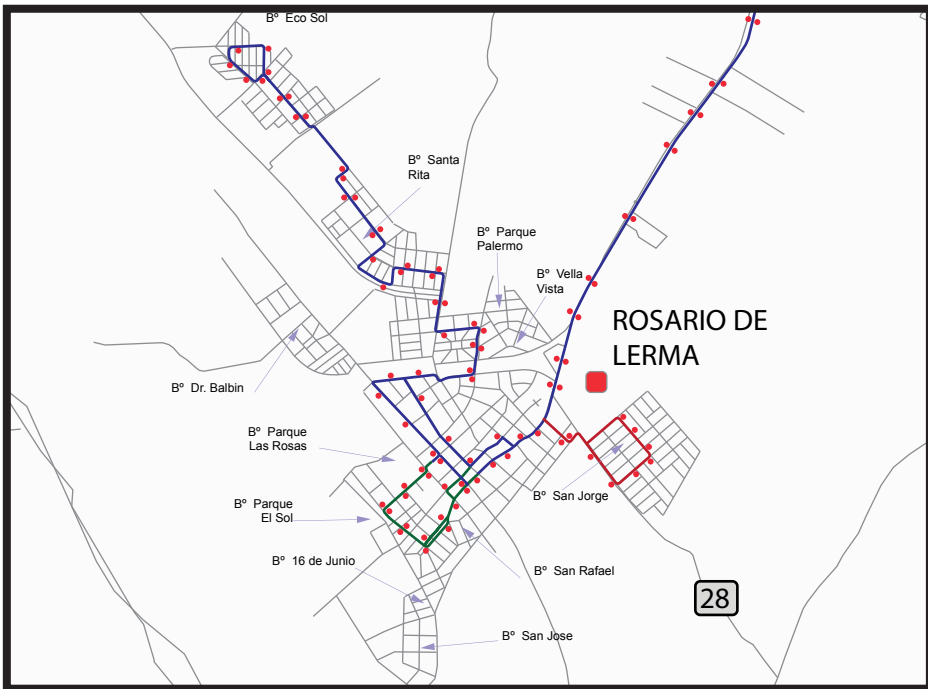 Bº Eco Sol
Bº Santa
Rita
Bº Parque
Palermo
Bº Vella
Vista
ROSARIO DE
LERMA
Bº Dr. Balbin
Bº Parque
Las Rosas
Bº San Jorge
Bº Parque
El Sol
Bº 16 de Junio
Bº San Rafael
28
Bº San Jose